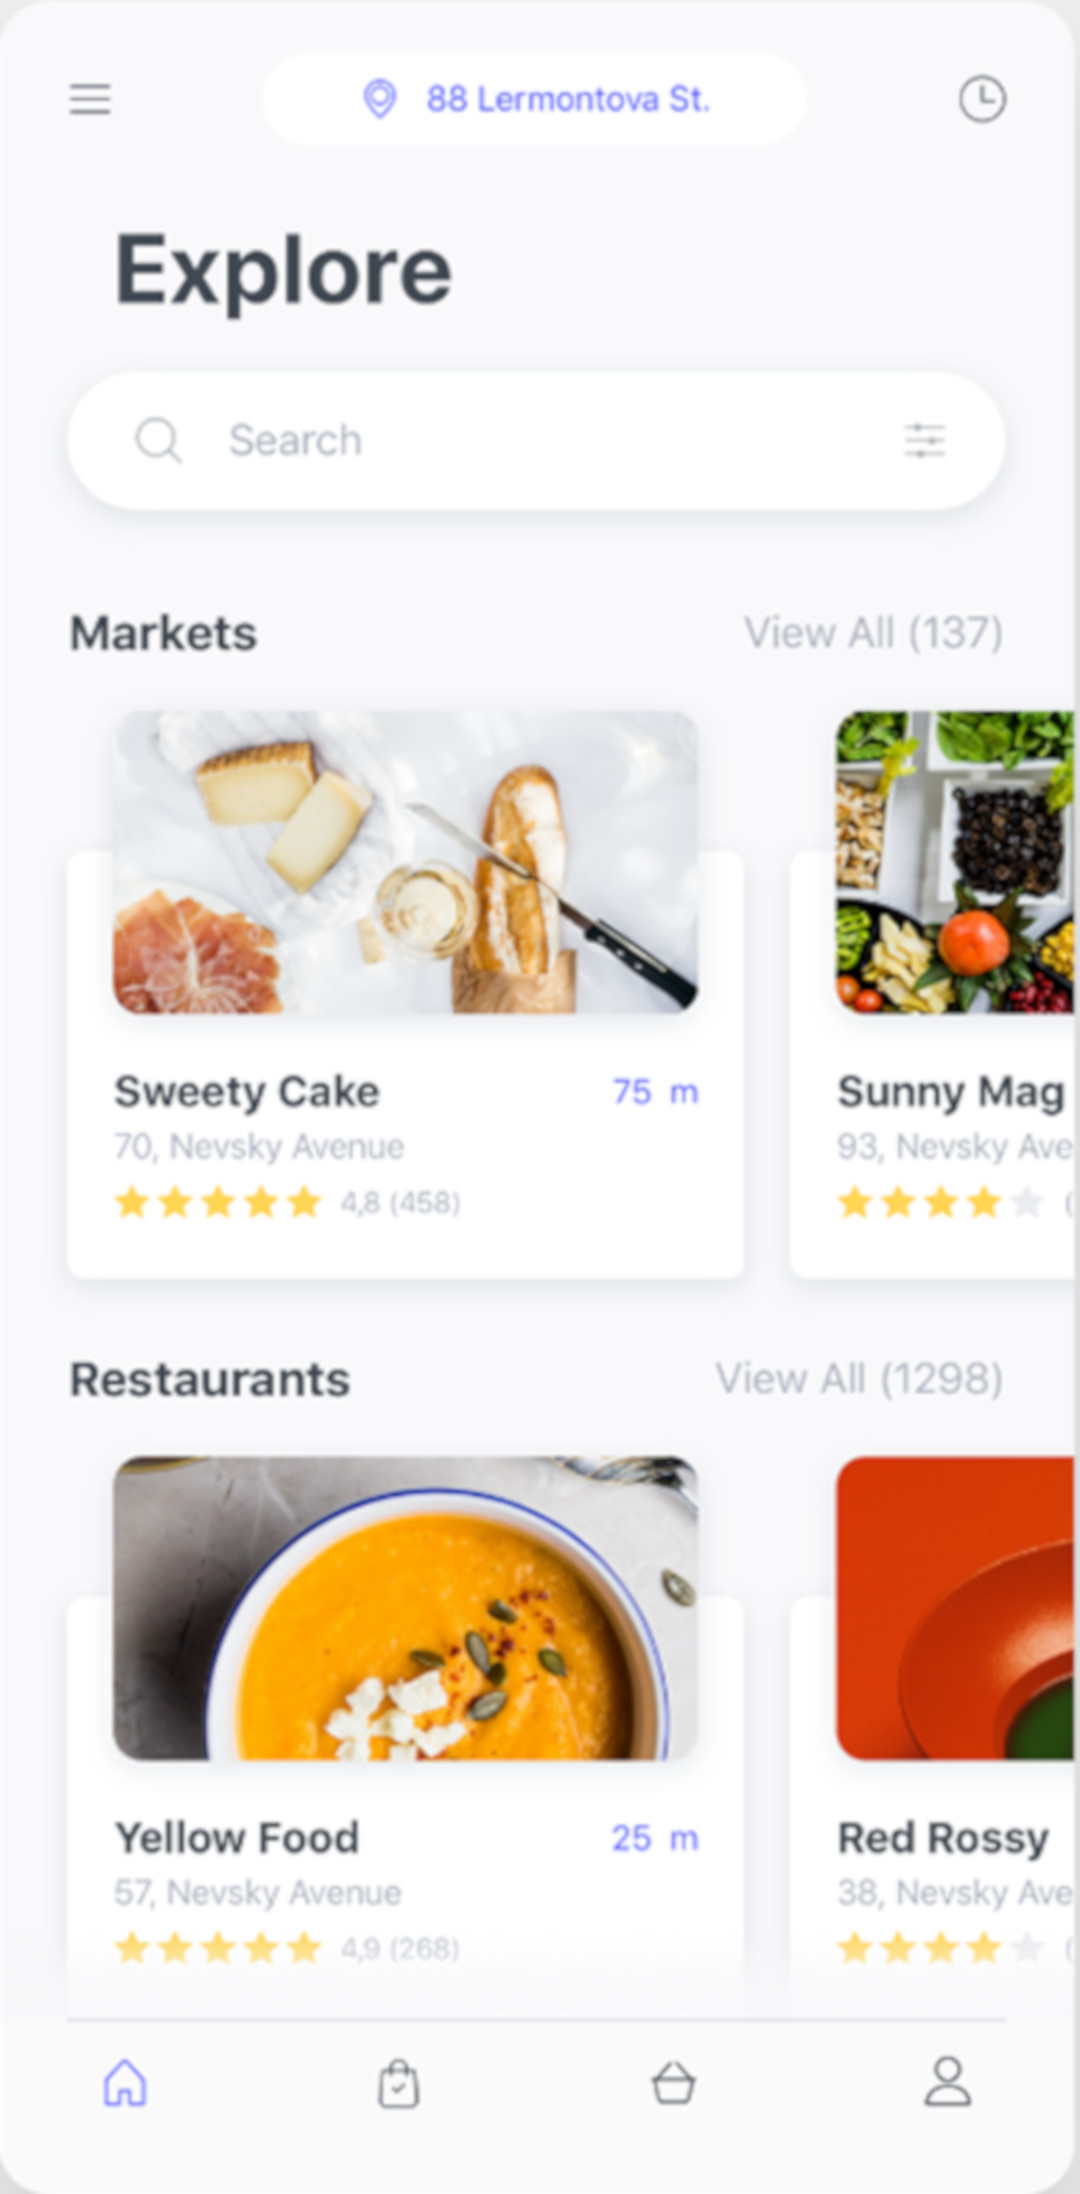 88 Lermontova St.
Explore
Search
Markets
View All (137)
Sweety Cake
75 m
70, Nevsky Avenue
4,8 (458)
Sunny Mag
93, Nevsky Ave
(
Restaurants
View All (1298)
Yellow Food
25 m
57, Nevsky Avenue
4,9 (268)
Red Rossy
38, Nevsky Ave
(